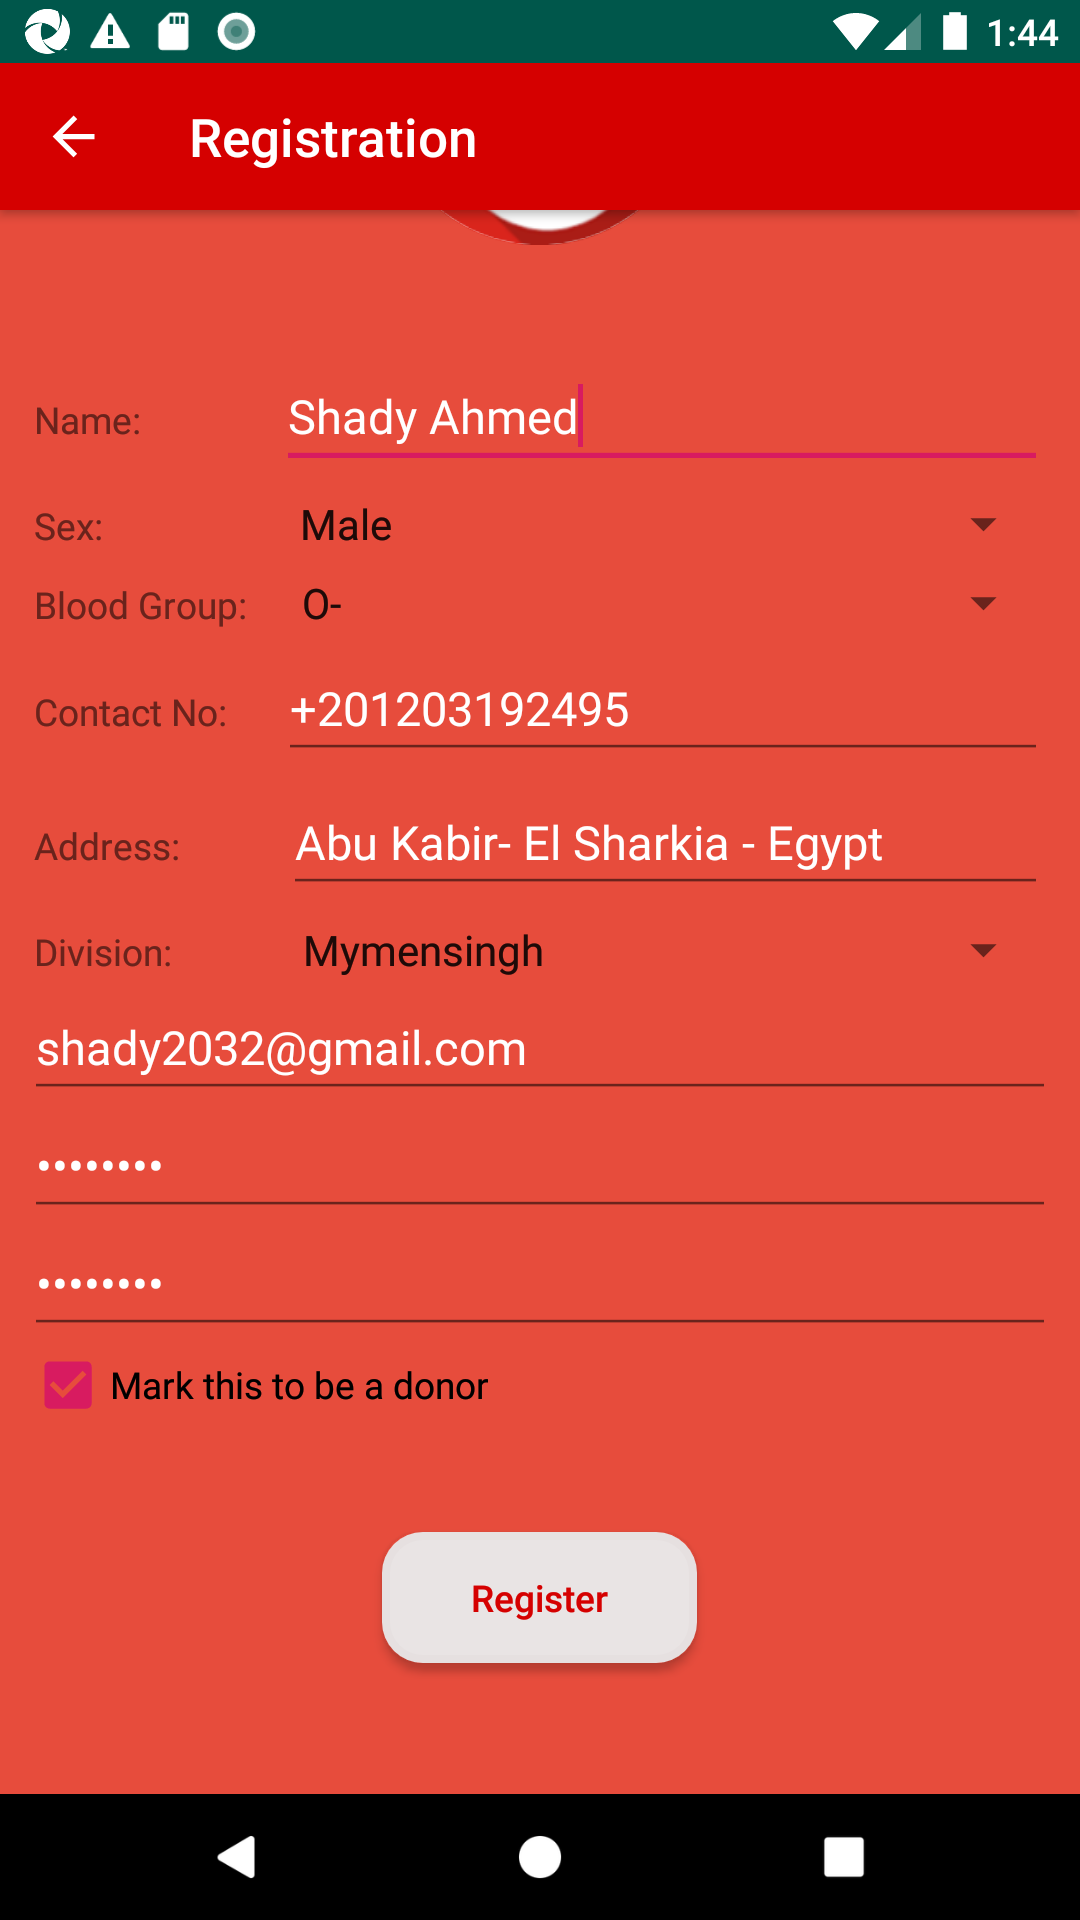 1:44
Registration
Name: Shady Ahmed
Sex: Male
Blood Group: O-
Contact No: +201203192495
Address: Abu Kabir- El Sharkia - Egypt
Division: Mymensingh
shady2032@gmail.com
••••••••
••••••••
Mark this to be a donor
Register